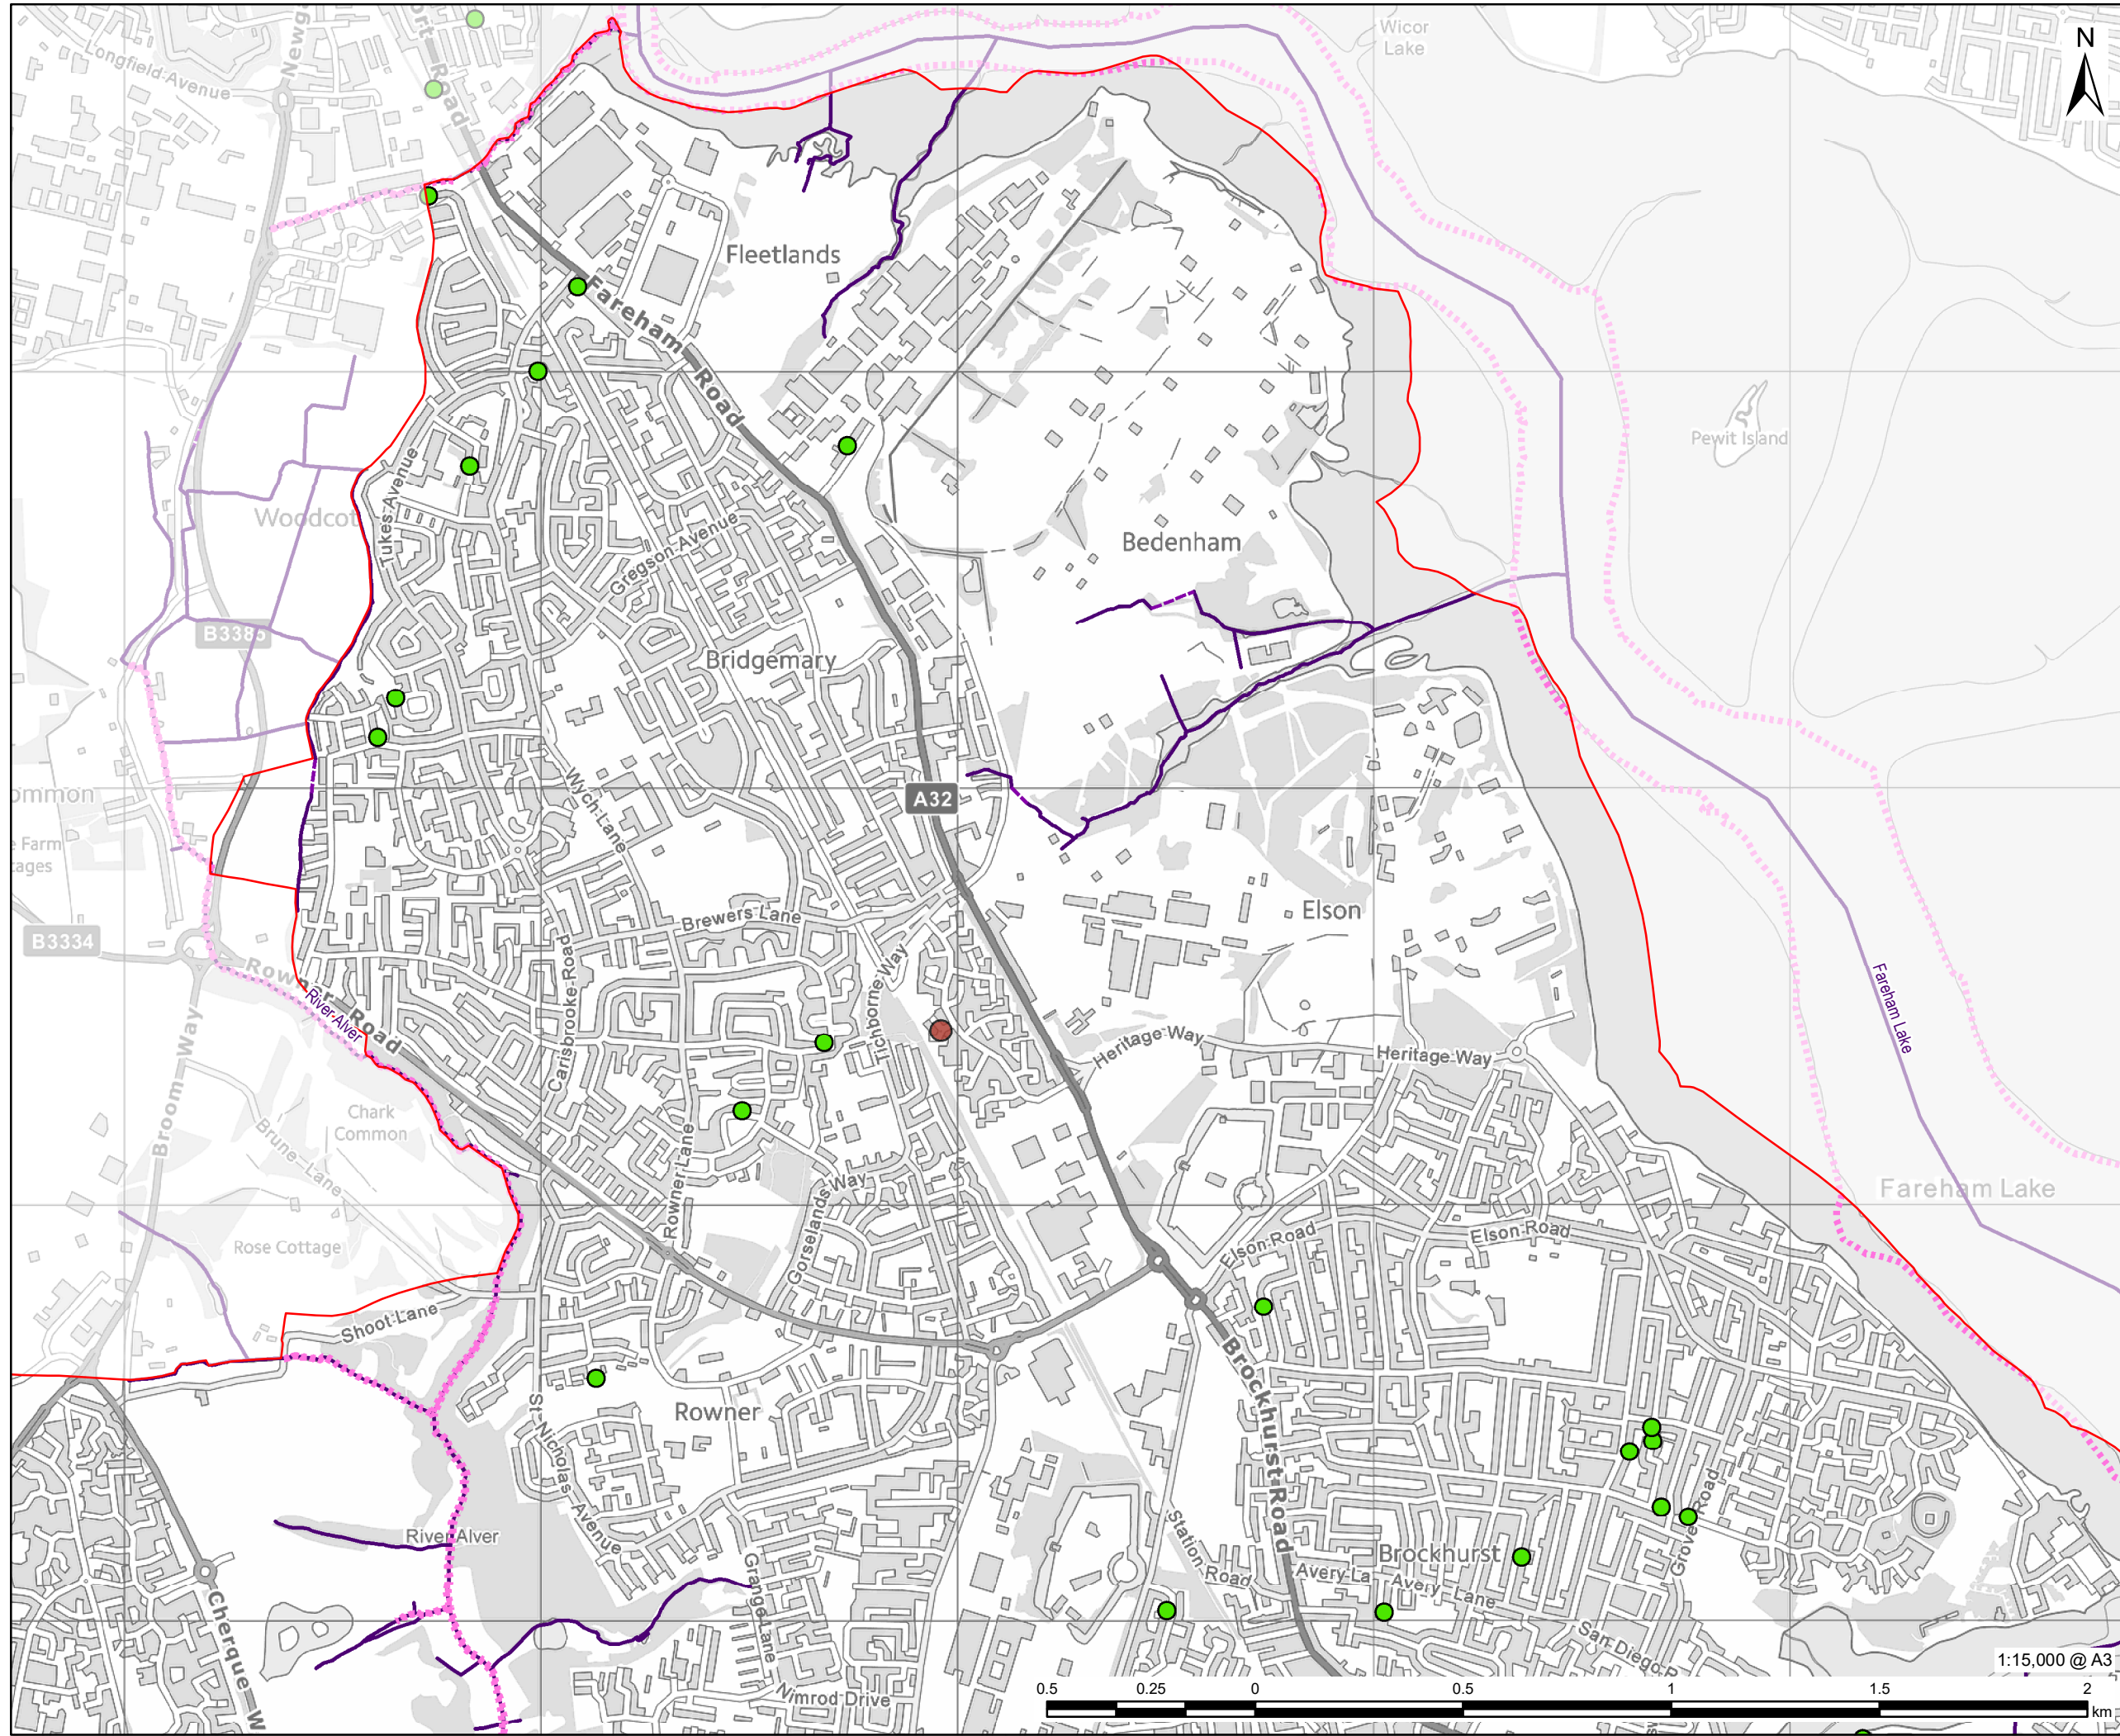 Longfield Avenue
Wicor
Lake
N
Fleetlands
Fareham Road
Pewit Island
Tukes Avenue
Woodcot
Gregson Avenue
Bedenham
B3385
Bridgemary
A32
ommon
Wych Lane
e Farm
tages
Brewers Lane
Elson
B3334
Rowner Road
River Alver
Carisbrooke Road
Tichborne Way
Fareham Lake
Heritage Way
Heritage Way
Broom Way
Chark
Common
Brune Lane
Rowner Lane
Gorselands Way
Fareham Lake
Rose Cottage
Elson Road
Elson Road
Shoot Lane
Brockhurst Road
St. Nicholas Avenue
Rowner
River Alver
Station Road
Grove Road
Brockhurst
Avery La
Avery Lane
Grange Lane
Cherque W
San Diego R
1:15,000 @ A3
Nimrod Drive
0.5 0.25 0 0.5 1 1.5 2
km